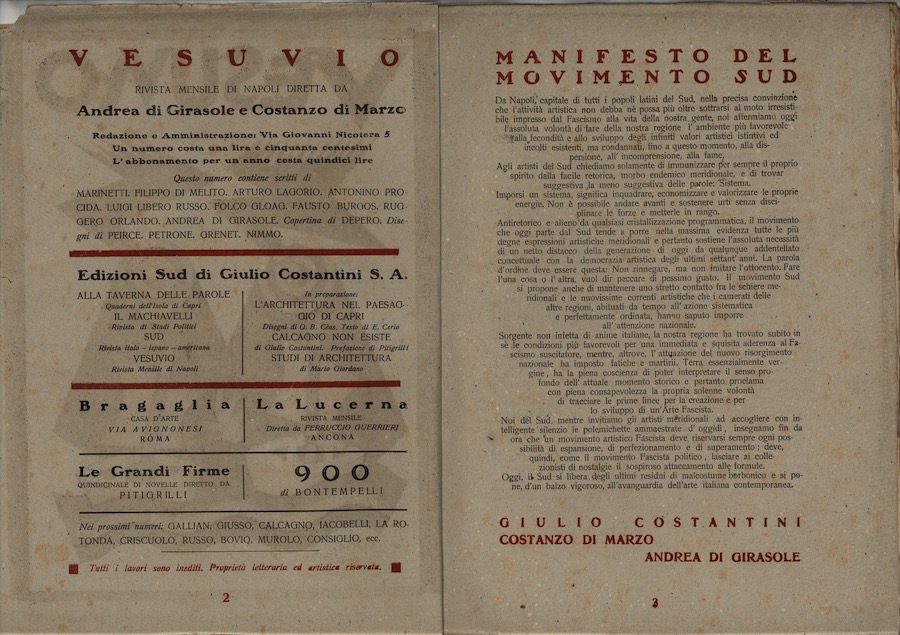 VESUVIO
RIVISTA MENSILE DI NAPOLI DIRETTA DA
Andrea di Girasole e Costanzo di Marzo
Redazione e Amministrazione: Via Giovanni Nicotera 5
Un numero costa una lira e cinquanta centesimi
L'abbonamento per un anno costa quindici lire
Questo numero contiene scritti di
MARINETTI. FILIPPO DI MELITO. ARTURO LAGORIO. ANTONINO PRO-
CIDA. LUIGI LIBERO RUSSO. FOLCO GLOAG. FAUSTO BURGOS. RUG-
GERO ORLANDO. ANDREA DI GIRASOLE. Copertina di DEPERO. Dise-
gni di PEIRCE. PETRONE. GRENET. NIMMO.
Edizioni Sud di Giulio Costantini S. A.
ALLA TAVERNA DELLE PAROLE
Quaderni dell'Isola di Capri
IL MACHIAVELLI
Rivista di Studi Politici
SUD
Rivista italo - ispano - americana
VESUVIO
Rivista Mensile di Napoli
in preparazione:
L'ARCHITETTURA NEL PAESAG-
GIO DI CAPRI
Disegni di G. B. Ceas. Testo di E. Cerio
CALCAGNO NON ESISTE
di Giulio Costantini. Prefazione di Pitigrilli
STUDI DI ARCHITETTURA
di Mario Giordano
Bragaglia
CASA D'ARTE
VIA AVIGNONESI
ROMA
La Lucerna
RIVISTA MENSILE
Diretta da FERRUCCIO GUERRIERI
ANCONA
Le Grandi Firme
QUINDICINALE DI NOVELLE DIRETTO DA
PITIGRILLI
900
di BONTEMPELLI
Nei prossimi numeri: GALLIAN, GIUSSO, CALCAGNO, IACOBELLI, LA RO-
TONDA, CRISCUOLO, RUSSO, BOVIO, MUROLO, CONSIGLIO, ecc.
Tutti i lavori sono inediti. Proprietà letteraria ed artistica riservata.
2
MANIFESTO DEL
MOVIMENTO SUD
Da Napoli, capitale di tutti i popoli latini del Sud, nella precisa convinzione
che l'attività artistica non debba nè possa più oltre sottrarsi al moto irresisti-
bile impresso dal Fascismo alla vita della nostra gente, noi affermiamo oggi
l'assoluta volontà di fare della nostra regione l'ambiente più favorevole
alla fecondità e allo sviluppo degli infiniti valori artistici istintivi ed
incolti esistenti, ma condannati, fino a questo momento, alla dis-
persione, all'incomprensione, alla fame.
Agli artisti del Sud chiediamo solamente di immunizzare per sempre il proprio
spirito dalla facile retorica, morbo endemico meridionale, e di trovar
suggestiva la meno suggestiva delle parole: Sistema.
Imporsi un sistema, significa inquadrare, economizzare e valorizzare le proprie
energie. Non è possibile andare avanti e sostenere urti senza disci-
plinare le forze e metterle in rango.
Antiretorico e alieno da qualsiasi cristallizzazione programmatica, il movimento
che oggi parte dal Sud tende a porre nella massima evidenza tutte le più
degne espressioni artistiche meridionali e pertanto sostiene l'assoluta necessità
di un netto distacco della generazione di oggi da qualunque addentellato
concettuale con la democrazia artistica degli ultimi settant'anni. La parola
d'ordine deve essere questa: Non rinnegare, ma non imitare l'ottocento. Fare
l'una cosa o l'altra, vuol dir peccare di pessimo gusto. Il movimento Sud
si propone anche di mantenere uno stretto contatto fra le schiere me-
ridionali e le nuovissime correnti artistiche che i camerati delle
altre regioni, abituati da tempo all'azione sistematica
e perfettamente ordinata, hanno saputo imporre
all'attenzione nazionale.
Sorgente non infetta di anime italiane, la nostra regione ha trovato subito in
sè le condizioni più favorevoli per una immediata e squisita aderenza al Fa-
scismo suscitatore, mentre, altrove, l'attuazione del nuovo risorgimento
nazionale ha imposto fatiche e martirii. Terra essenzialmente ver-
gine, ha la piena coscienza di poter interpretare il senso pro-
fondo dell'attuale momento storico e pertanto proclama
con piena consapevolezza la propria solenne volontà
di tracciare le prime linee per la creazione e per
lo sviluppo di un'Arte Fascista.
Noi del Sud, mentre invitiamo gli artisti meridionali ad accogliere con in-
telligente silenzio le polemichette ammaestrate d'oggidì, insegnamo fin da
ora che un movimento artistico Fascista deve riservarsi sempre ogni pos-
sibilità di espansione, di perfezionamento e di superamento; deve,
quindi, come il movimento Fascista politico, lasciare ai colle-
zionisti di nostalgie il sospiroso attaccamento alle formule.
Oggi, il Sud si libera degli ultimi residui di malcostume borbonico e si po-
ne, d'un balzo vigoroso, all'avanguardia dell'arte italiana contemporanea.
GIULIO COSTANTINI
COSTANZO DI MARZO
ANDREA DI GIRASOLE
3